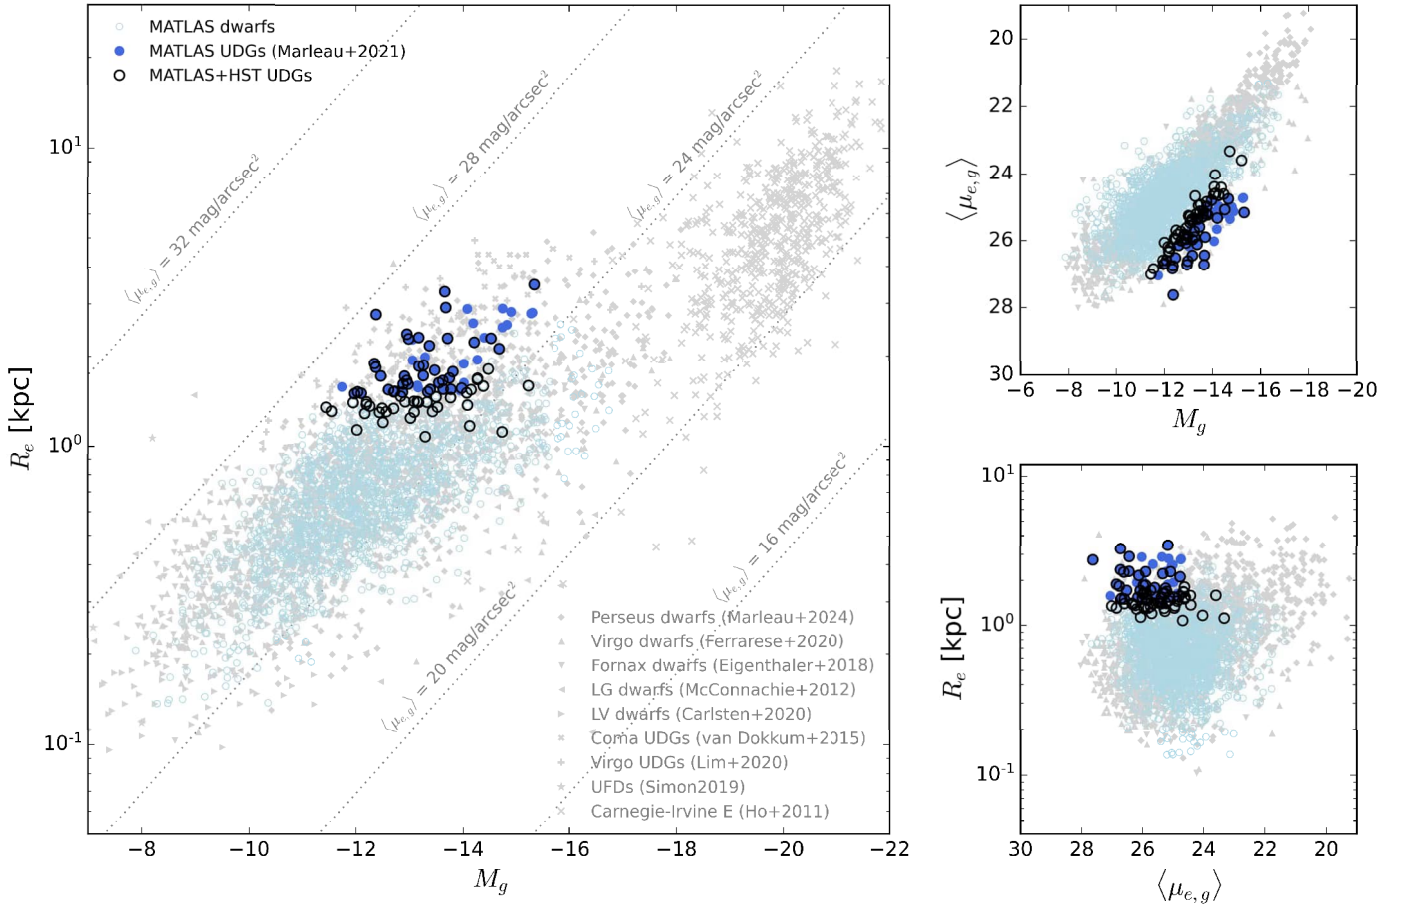 MATLAS dwarfs
MATLAS UDGs (Marleau+2021)
MATLAS+HST UDGs
⟨μe,g⟩ = 32 mag/arcsec²
⟨μe,g⟩ = 28 mag/arcsec²
⟨μe,g⟩ = 24 mag/arcsec²
⟨μe,g⟩ = 20 mag/arcsec²
⟨μe,g⟩ = 16 mag/arcsec²
Perseus dwarfs (Marleau+2024)
Virgo dwarfs (Ferrarese+2020)
Fornax dwarfs (Eigenthaler+2018)
LG dwarfs (McConnachie+2012)
LV dwarfs (Carlsten+2020)
Coma UDGs (van Dokkum+2015)
Virgo UDGs (Lim+2020)
UFDs (Simon2019)
Carnegie-Irvine E (Ho+2011)
10¹
10⁰
10⁻¹
Re [kpc]
−8 −10 −12 −14 −16 −18 −20 −22
Mg
20
22
24
26
28
30
⟨μe,g⟩
−6 −8 −10 −12 −14 −16 −18 −20
Mg
10¹
10⁰
10⁻¹
Re [kpc]
30 28 26 24 22 20
⟨μe,g⟩